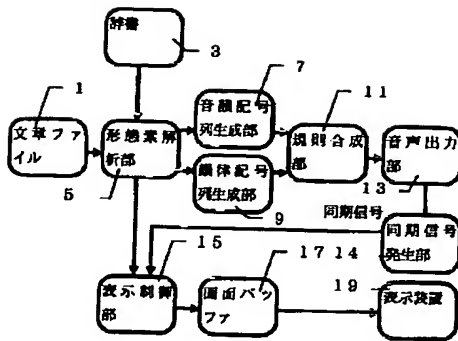 辞書
3
1
7
11
文章ファ
イル
形態素解
析部
音韻記号
列生成部
規則合成
部
音声出力
部
5
韻律記号
列生成部
9
13
同期信号
同期信号
発生部
15
17
14
19
表示制御
部
画面バッ
ファ
表示装置